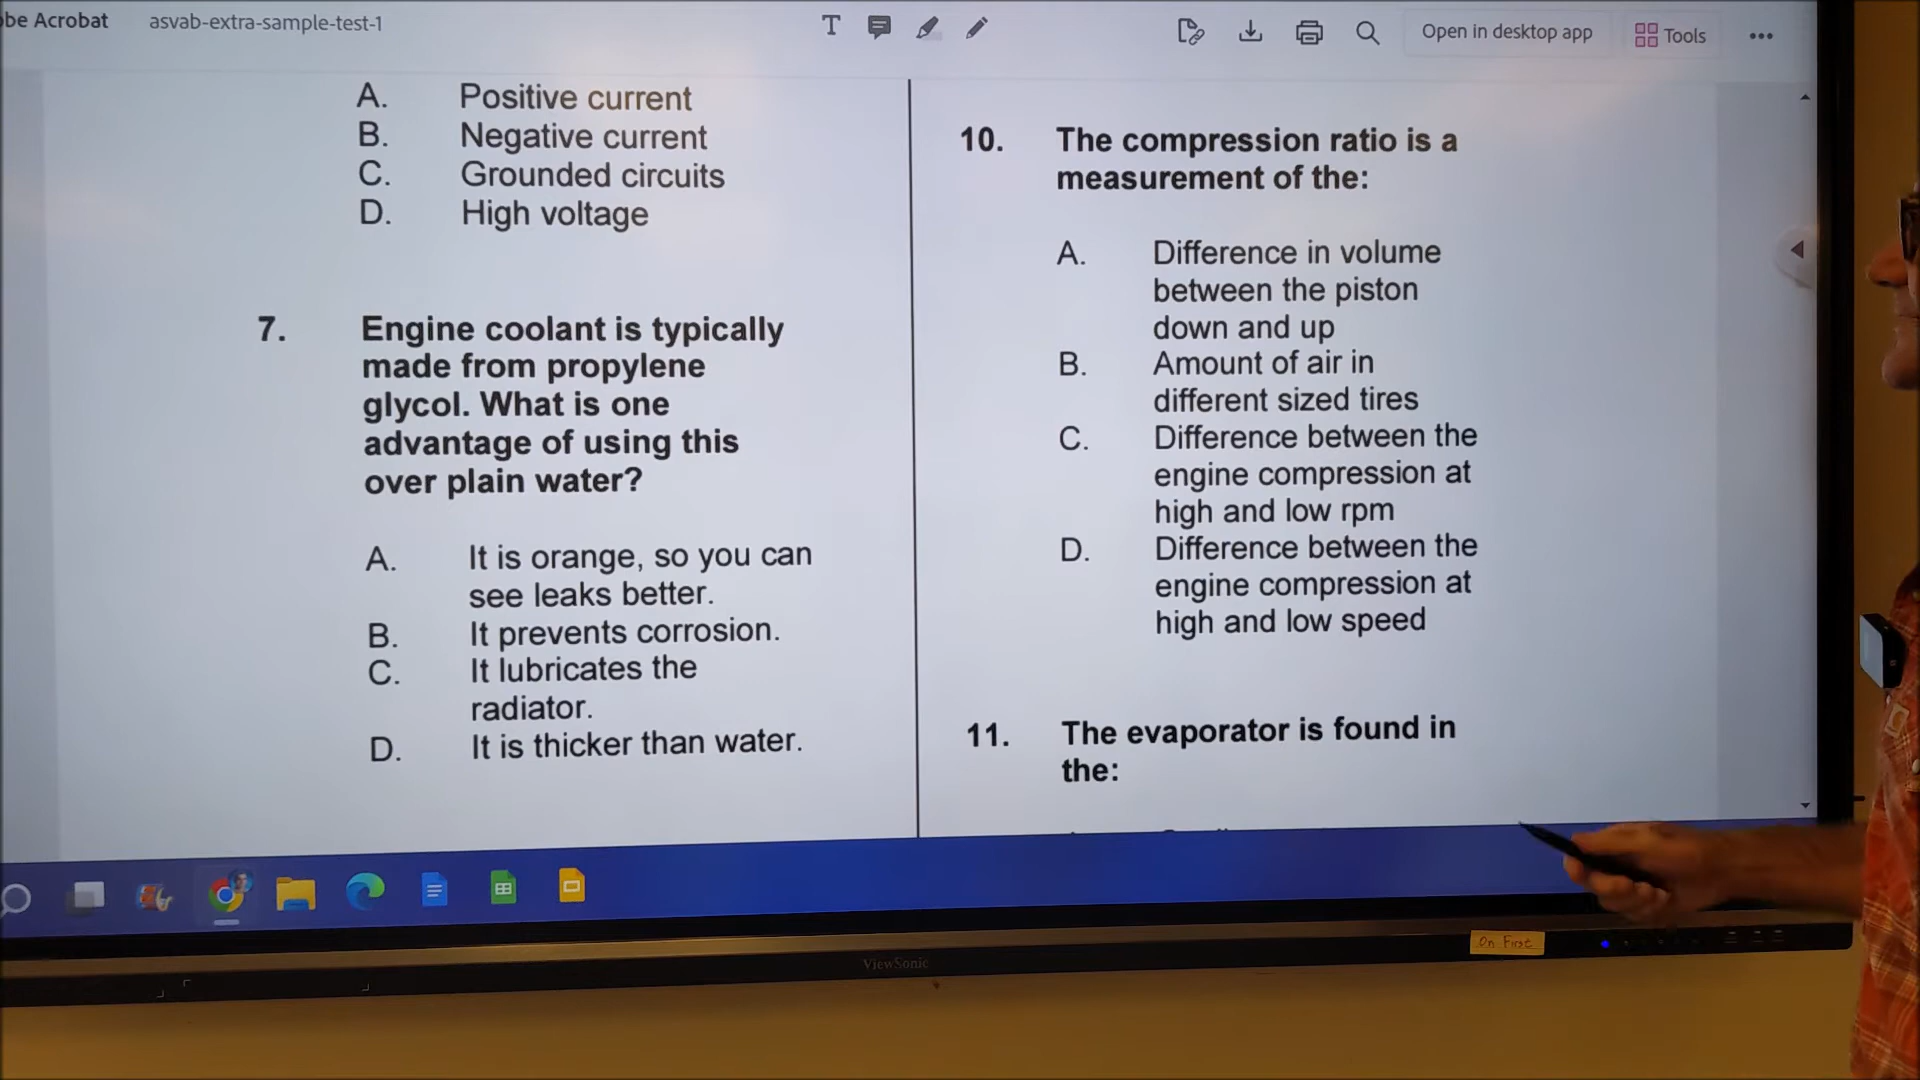 be Acrobat
asvab-extra-sample-test-1
T
Open in desktop app
Tools
A. Positive current
B. Negative current
C. Grounded circuits
D. High voltage
7. Engine coolant is typically
made from propylene
glycol. What is one
advantage of using this
over plain water?
A. It is orange, so you can
see leaks better.
B. It prevents corrosion.
C. It lubricates the
radiator.
D. It is thicker than water.
10. The compression ratio is a
measurement of the:
A. Difference in volume
between the piston
down and up
B. Amount of air in
different sized tires
C. Difference between the
engine compression at
high and low rpm
D. Difference between the
engine compression at
high and low speed
11. The evaporator is found in
the:
On First
ViewSonic